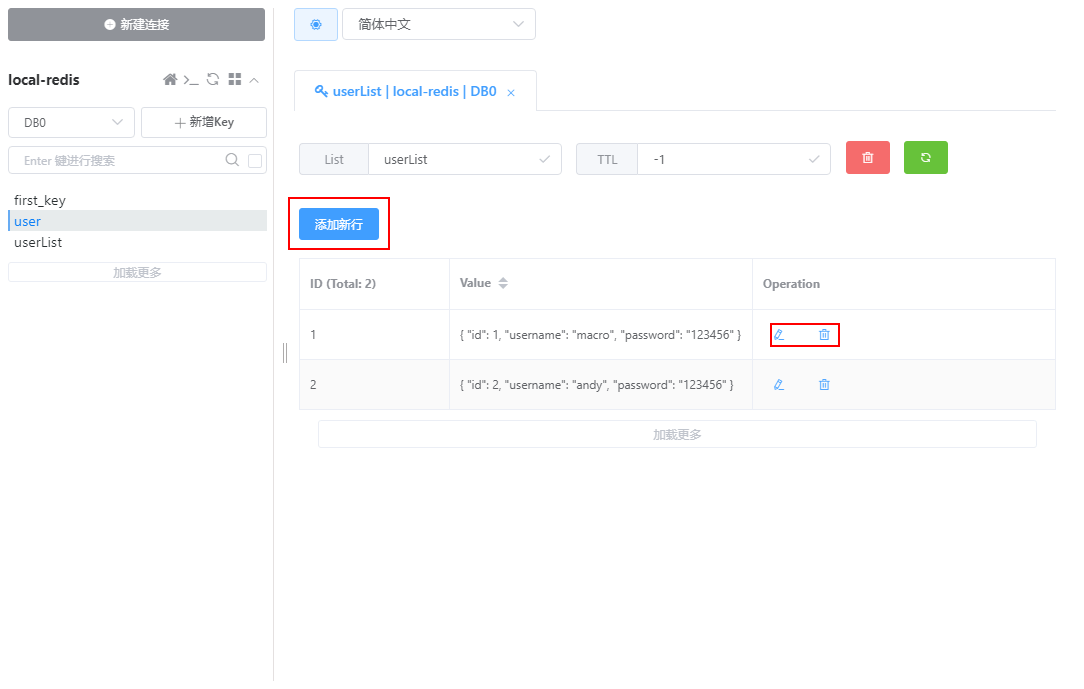 新建连接
简体中文
local-redis
DB0
新增Key
Enter 键进行搜索
first_key
user
userList
加载更多
userList | local-redis | DB0
List
userList
TTL
-1
添加新行
ID (Total: 2)
Value
Operation
1
{ "id": 1, "username": "macro", "password": "123456" }
2
{ "id": 2, "username": "andy", "password": "123456" }
加载更多